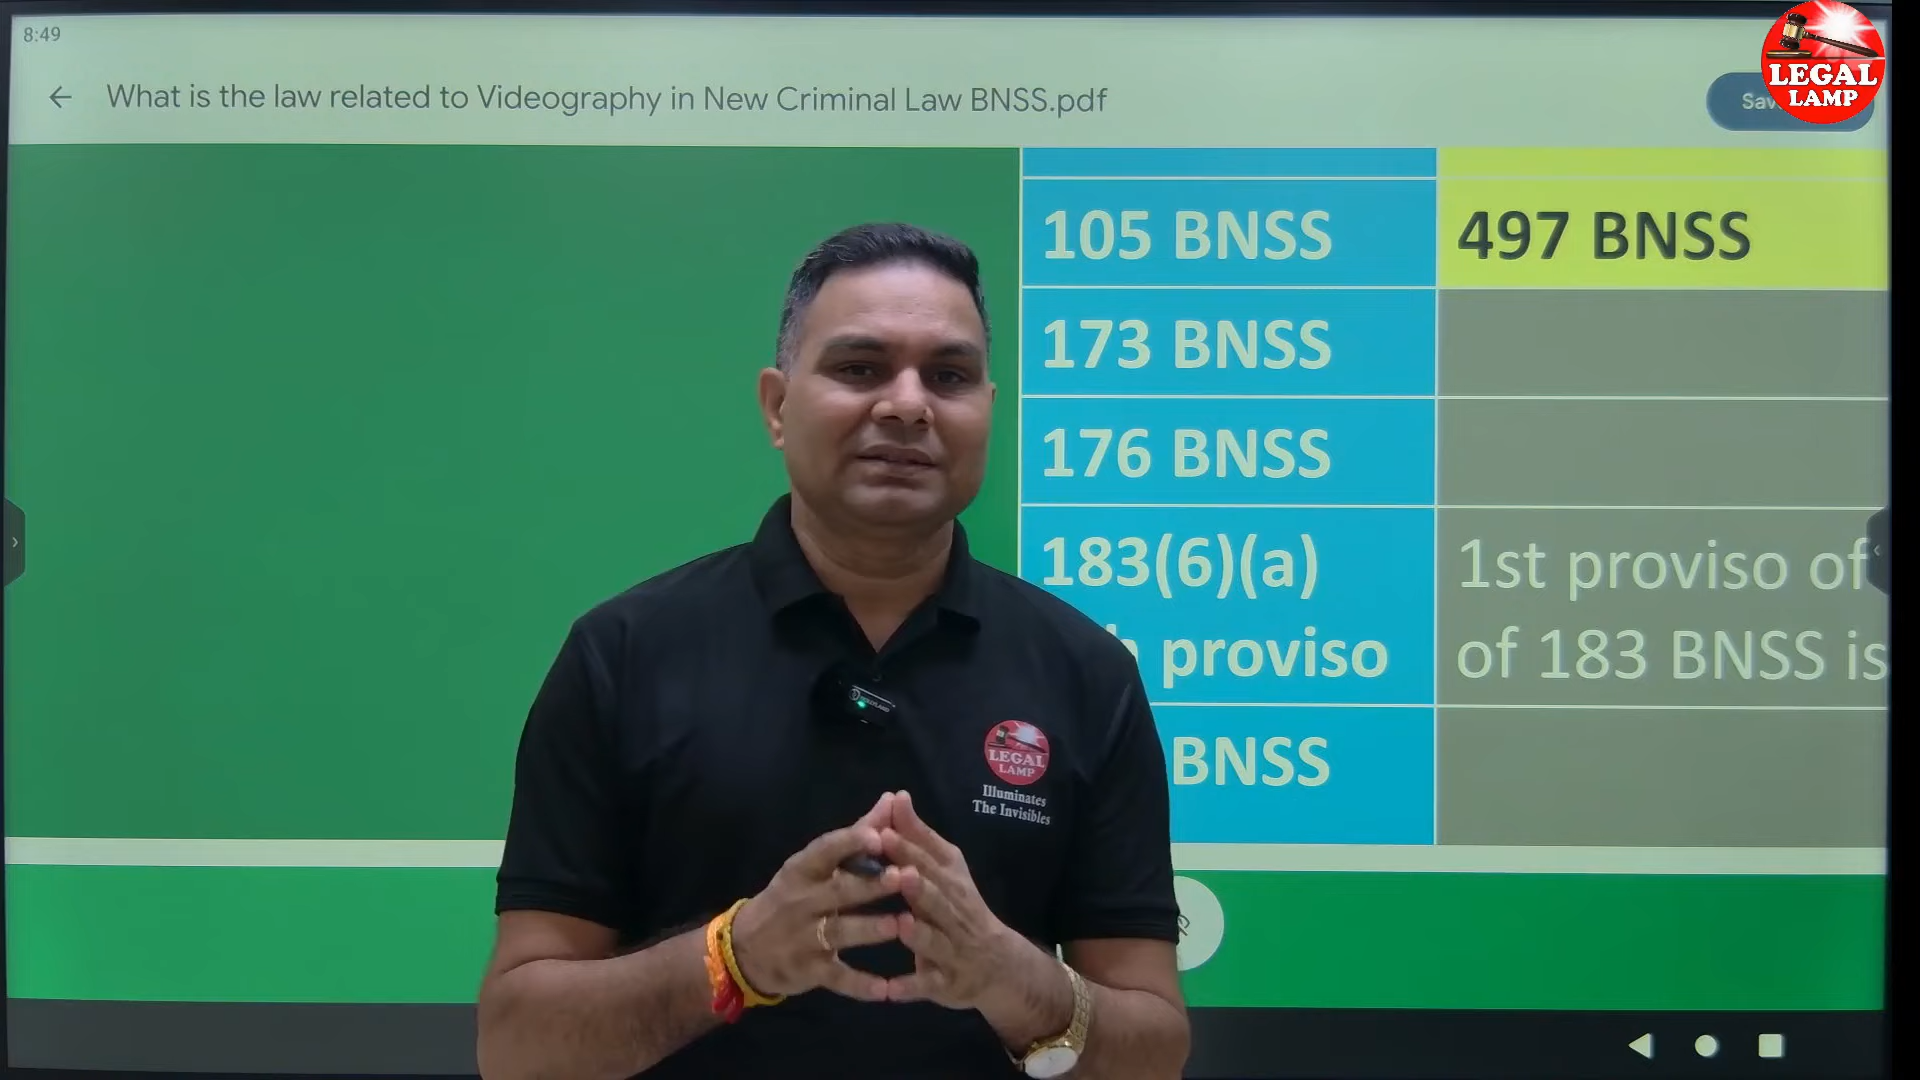 8:49
What is the law related to Videography in New Criminal Law BNSS.pdf
LEGAL
LAMP
105 BNSS
497 BNSS
173 BNSS
176 BNSS
183(6)(a)
proviso
1st proviso of
of 183 BNSS is
BNSS
LEGAL
LAMP
Illuminates
The Invisibles